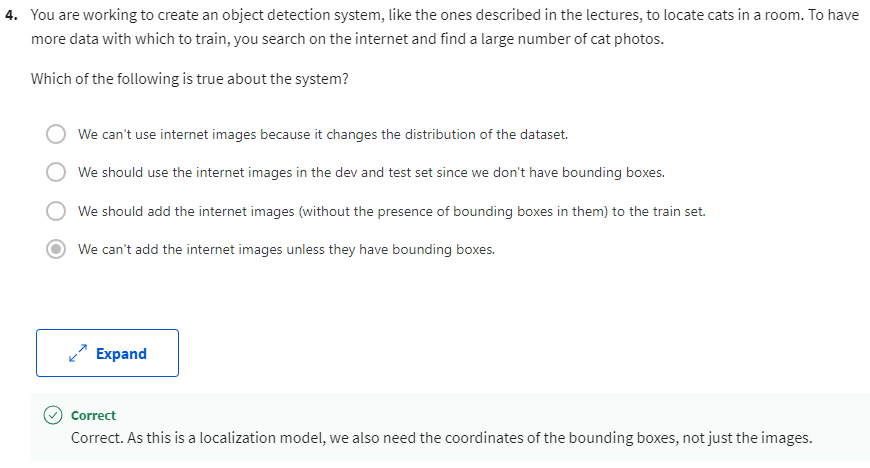 4. You are working to create an object detection system, like the ones described in the lectures, to locate cats in a room. To have
more data with which to train, you search on the internet and find a large number of cat photos.
Which of the following is true about the system?
We can't use internet images because it changes the distribution of the dataset.
We should use the internet images in the dev and test set since we don't have bounding boxes.
We should add the internet images (without the presence of bounding boxes in them) to the train set.
We can't add the internet images unless they have bounding boxes.
Expand
Correct
Correct. As this is a localization model, we also need the coordinates of the bounding boxes, not just the images.